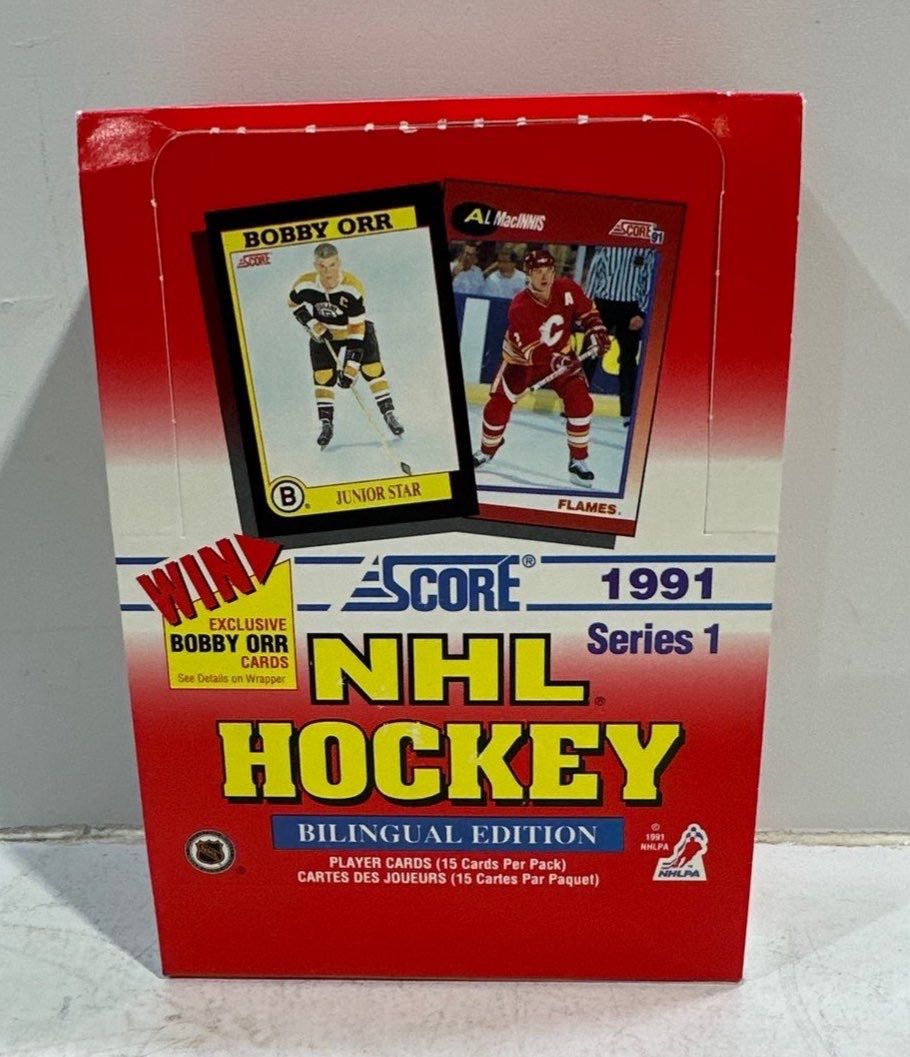 BOBBY ORR
SCORE
B
JUNIOR STAR
AL MacINNIS
SCORE 91
A
C
FLAMES.
WIN!
EXCLUSIVE
BOBBY ORR
CARDS
See Details on Wrapper
SCORE®
1991
Series 1
NHL
HOCKEY
BILINGUAL EDITION
PLAYER CARDS (15 Cards Per Pack)
CARTES DES JOUEURS (15 Cartes Par Paquet)
©
1991
NHLPA
NHLPA